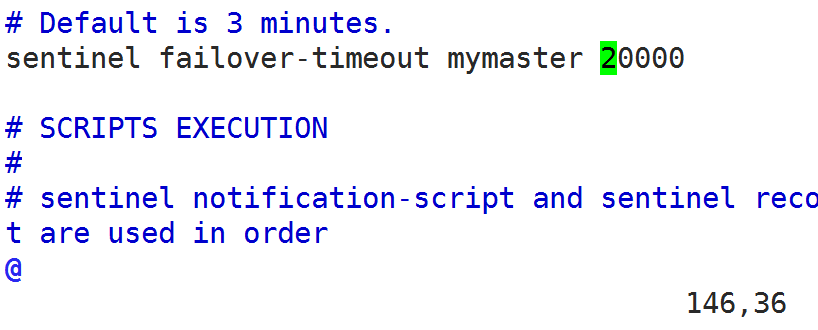 # Default is 3 minutes.
sentinel failover-timeout mymaster 20000
# SCRIPTS EXECUTION
#
# sentinel notification-script and sentinel reco
t are used in order
@
146,36